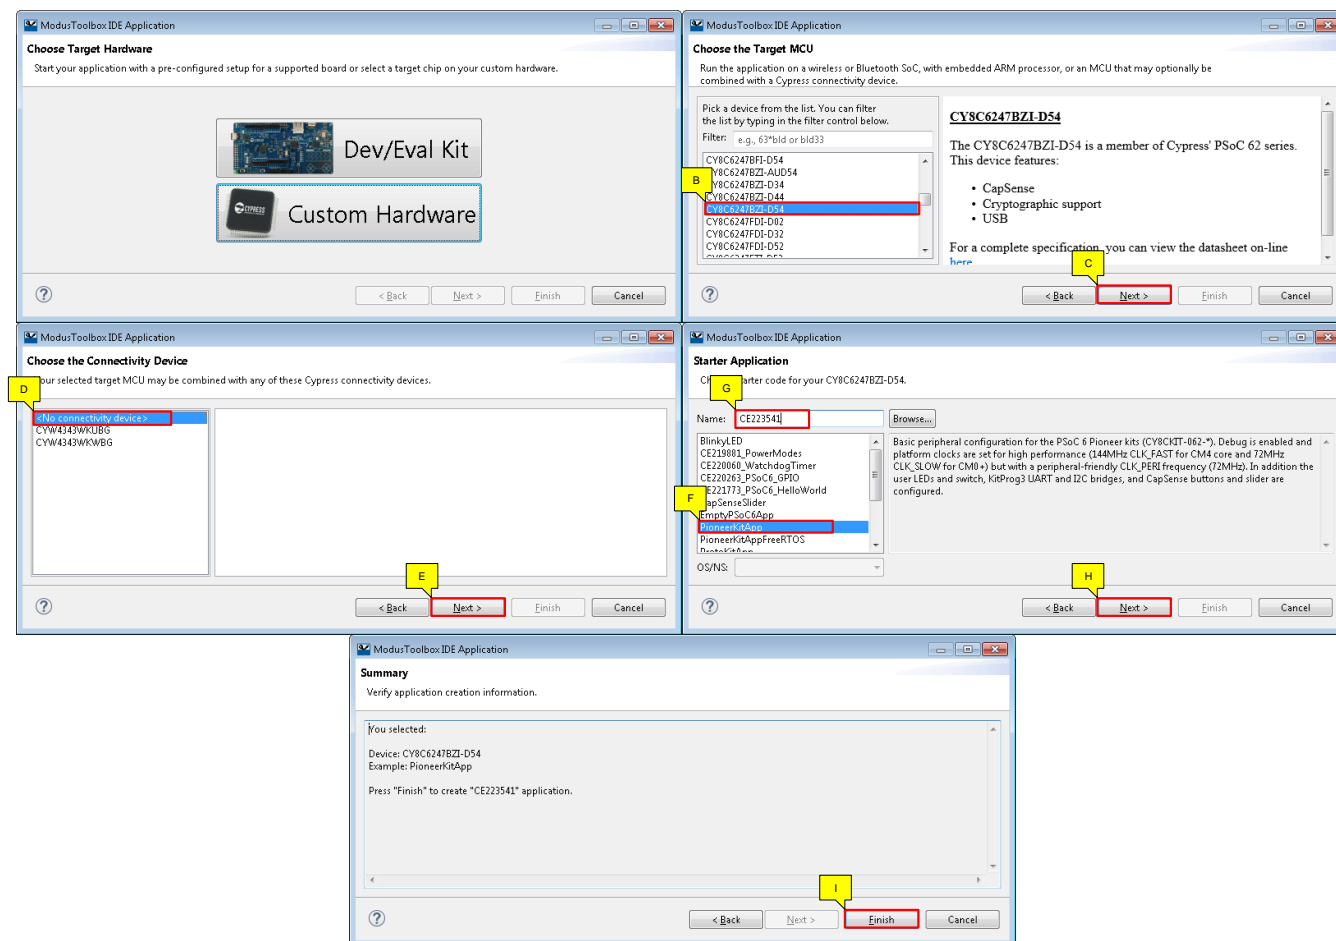 ModusToolbox IDE Application
Choose Target Hardware
Start your application with a pre-configured setup for a supported board or select a target chip on your custom hardware.
Dev/Eval Kit
CYPRESS
Custom Hardware
< Back
Next >
Finish
Cancel
ModusToolbox IDE Application
Choose the Target MCU
Run the application on a wireless or Bluetooth SoC, with embedded ARM processor, or an MCU that may optionally be
combined with a Cypress connectivity device.
Pick a device from the list. You can filter
the list by typing in the filter control below.
Filter:
e.g., 63*bld or bld33
CY8C6247BFI-D54
CY8C6247BZI-AUD54
B
CY8C6247BZI-D34
CY8C6247BZI-D44
CY8C6247BZI-D54
CY8C6247FDI-D02
CY8C6247FDI-D32
CY8C6247FDI-D52
CY8C6247BZI-D54
The CY8C6247BZI-D54 is a member of Cypress' PSoC 62 series.
This device features:
• CapSense
• Cryptographic support
• USB
For a complete specification, you can view the datasheet on-line
here
C
< Back
Next >
Finish
Cancel
ModusToolbox IDE Application
Choose the Connectivity Device
D
your selected target MCU may be combined with any of these Cypress connectivity devices.
<No connectivity device>
CYW4343WKUBG
CYW4343WKWBG
E
< Back
Next >
Finish
Cancel
ModusToolbox IDE Application
Starter Application
G
starter code for your CY8C6247BZI-D54.
Name:
CE223541
Browse...
BlinkyLED
CE219881_PowerModes
CE220060_WatchdogTimer
CE220263_PSoC6_GPIO
CE221773_PSoC6_HelloWorld
F
CapSenseSlider
EmptyPSoC6App
PioneerKitApp
PioneerKitAppFreeRTOS
ProtoKitApp
Basic peripheral configuration for the PSoC 6 Pioneer kits (CY8CKIT-062-*). Debug is enabled and
platform clocks are set for high performance (144MHz CLK_FAST for CM4 core and 72MHz
CLK_SLOW for CM0+) but with a peripheral-friendly CLK_PERI frequency (72MHz). In addition the
user LEDs and switch, KitProg3 UART and I2C bridges, and CapSense buttons and slider are
configured.
OS/NS:
H
< Back
Next >
Finish
Cancel
ModusToolbox IDE Application
Summary
Verify application creation information.
You selected:
Device: CY8C6247BZI-D54
Example: PioneerKitApp
Press "Finish" to create "CE223541" application.
I
< Back
Next >
Finish
Cancel